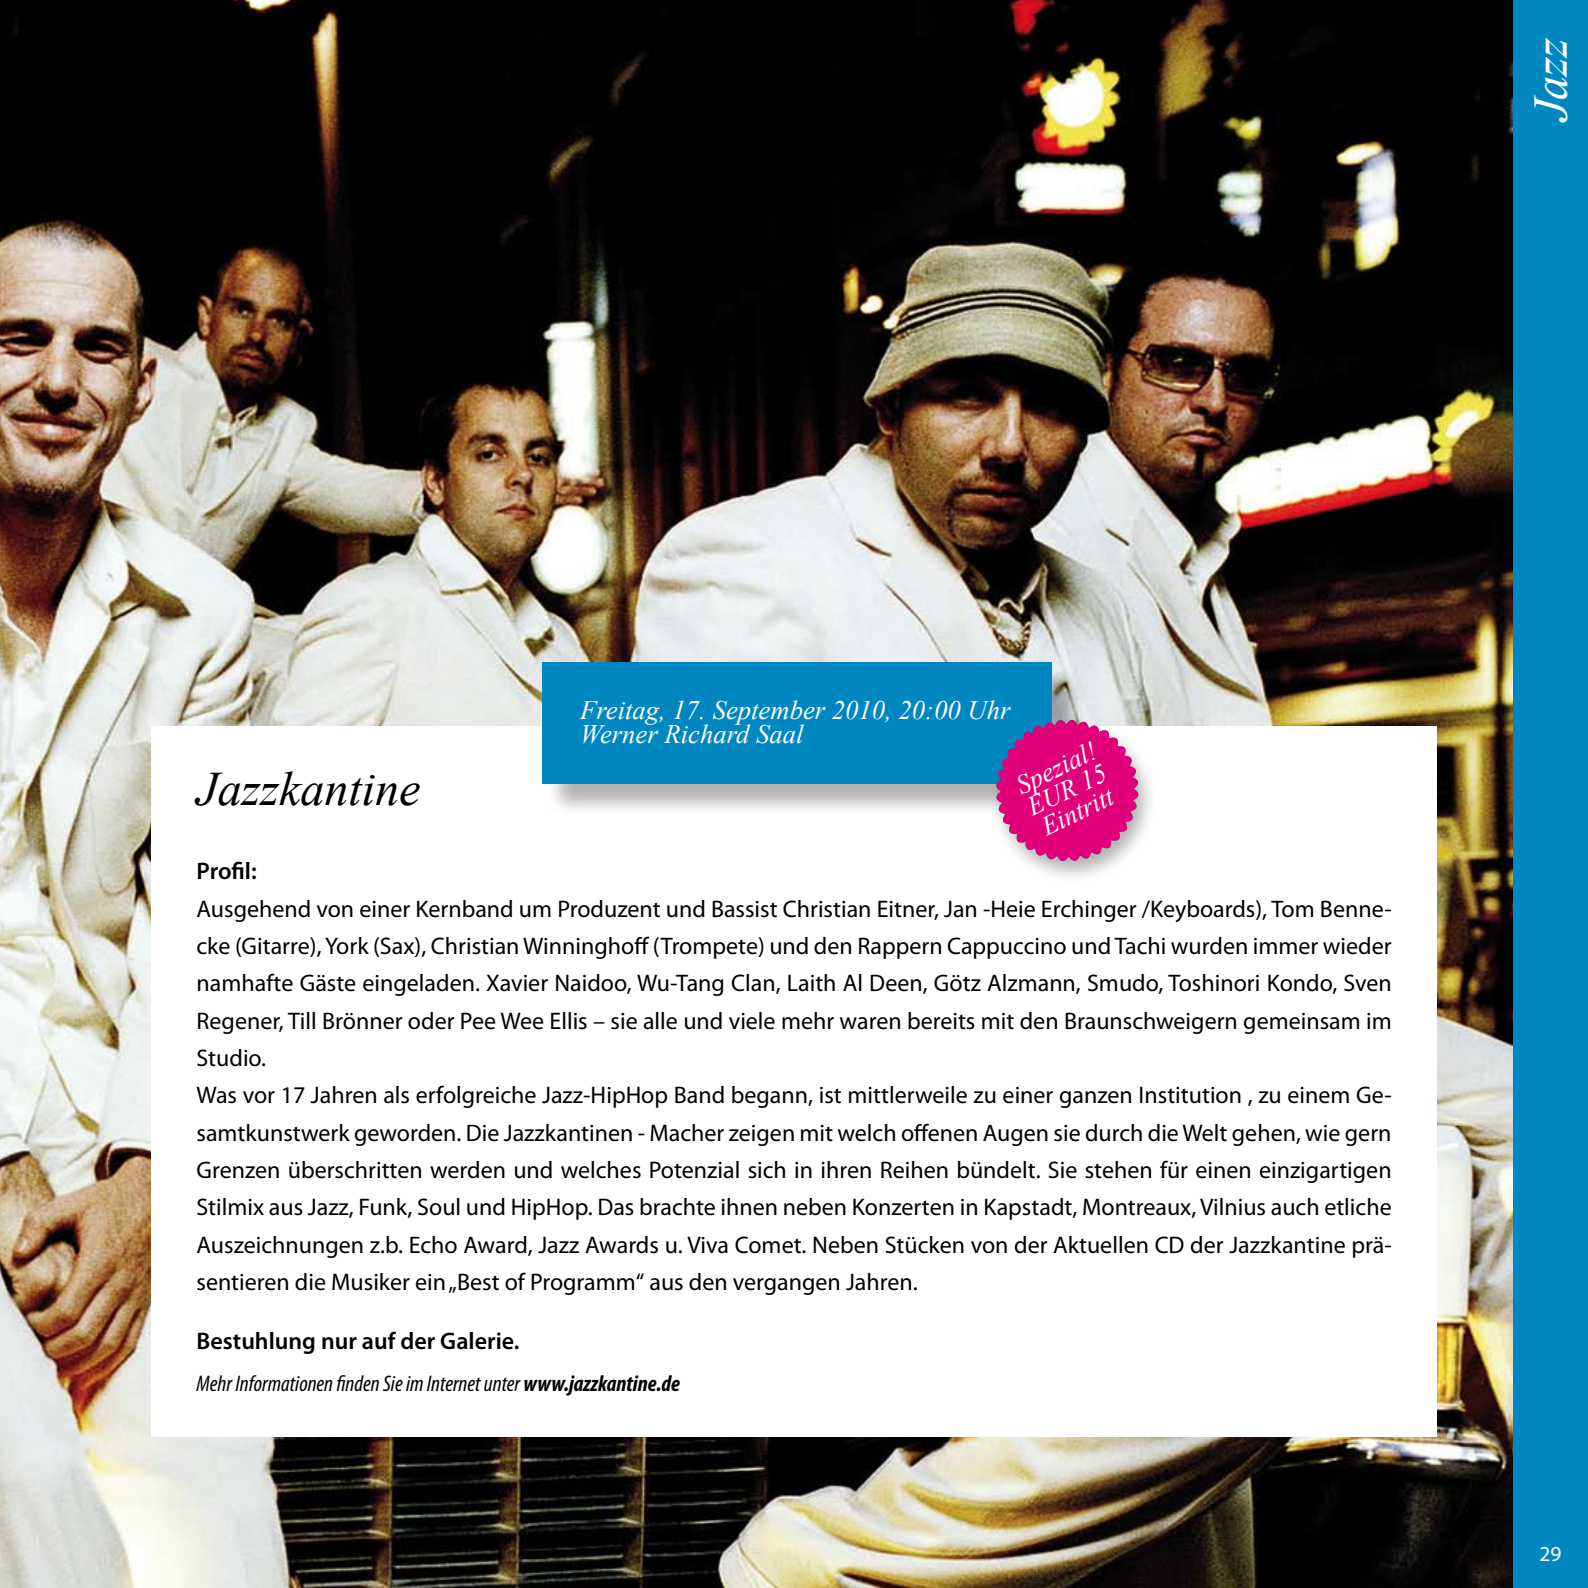 Jazz
Freitag, 17. September 2010, 20:00 Uhr
Werner Richard Saal
Spezial!
EUR 15
Eintritt
Jazzkantine
Profil:
Ausgehend von einer Kernband um Produzent und Bassist Christian Eitner, Jan -Heie Erchinger /Keyboards), Tom Benne-
cke (Gitarre), York (Sax), Christian Winninghoff (Trompete) und den Rappern Cappuccino und Tachi wurden immer wieder
namhafte Gäste eingeladen. Xavier Naidoo, Wu-Tang Clan, Laith Al Deen, Götz Alzmann, Smudo, Toshinori Kondo, Sven
Regener, Till Brönner oder Pee Wee Ellis – sie alle und viele mehr waren bereits mit den Braunschweigern gemeinsam im
Studio.
Was vor 17 Jahren als erfolgreiche Jazz-HipHop Band begann, ist mittlerweile zu einer ganzen Institution , zu einem Ge-
samtkunstwerk geworden. Die Jazzkantinen - Macher zeigen mit welch offenen Augen sie durch die Welt gehen, wie gern
Grenzen überschritten werden und welches Potenzial sich in ihren Reihen bündelt. Sie stehen für einen einzigartigen
Stilmix aus Jazz, Funk, Soul und HipHop. Das brachte ihnen neben Konzerten in Kapstadt, Montreaux, Vilnius auch etliche
Auszeichnungen z.b. Echo Award, Jazz Awards u. Viva Comet. Neben Stücken von der Aktuellen CD der Jazzkantine prä-
sentieren die Musiker ein „Best of Programm“ aus den vergangen Jahren.
Bestuhlung nur auf der Galerie.
Mehr Informationen finden Sie im Internet unter www.jazzkantine.de
29